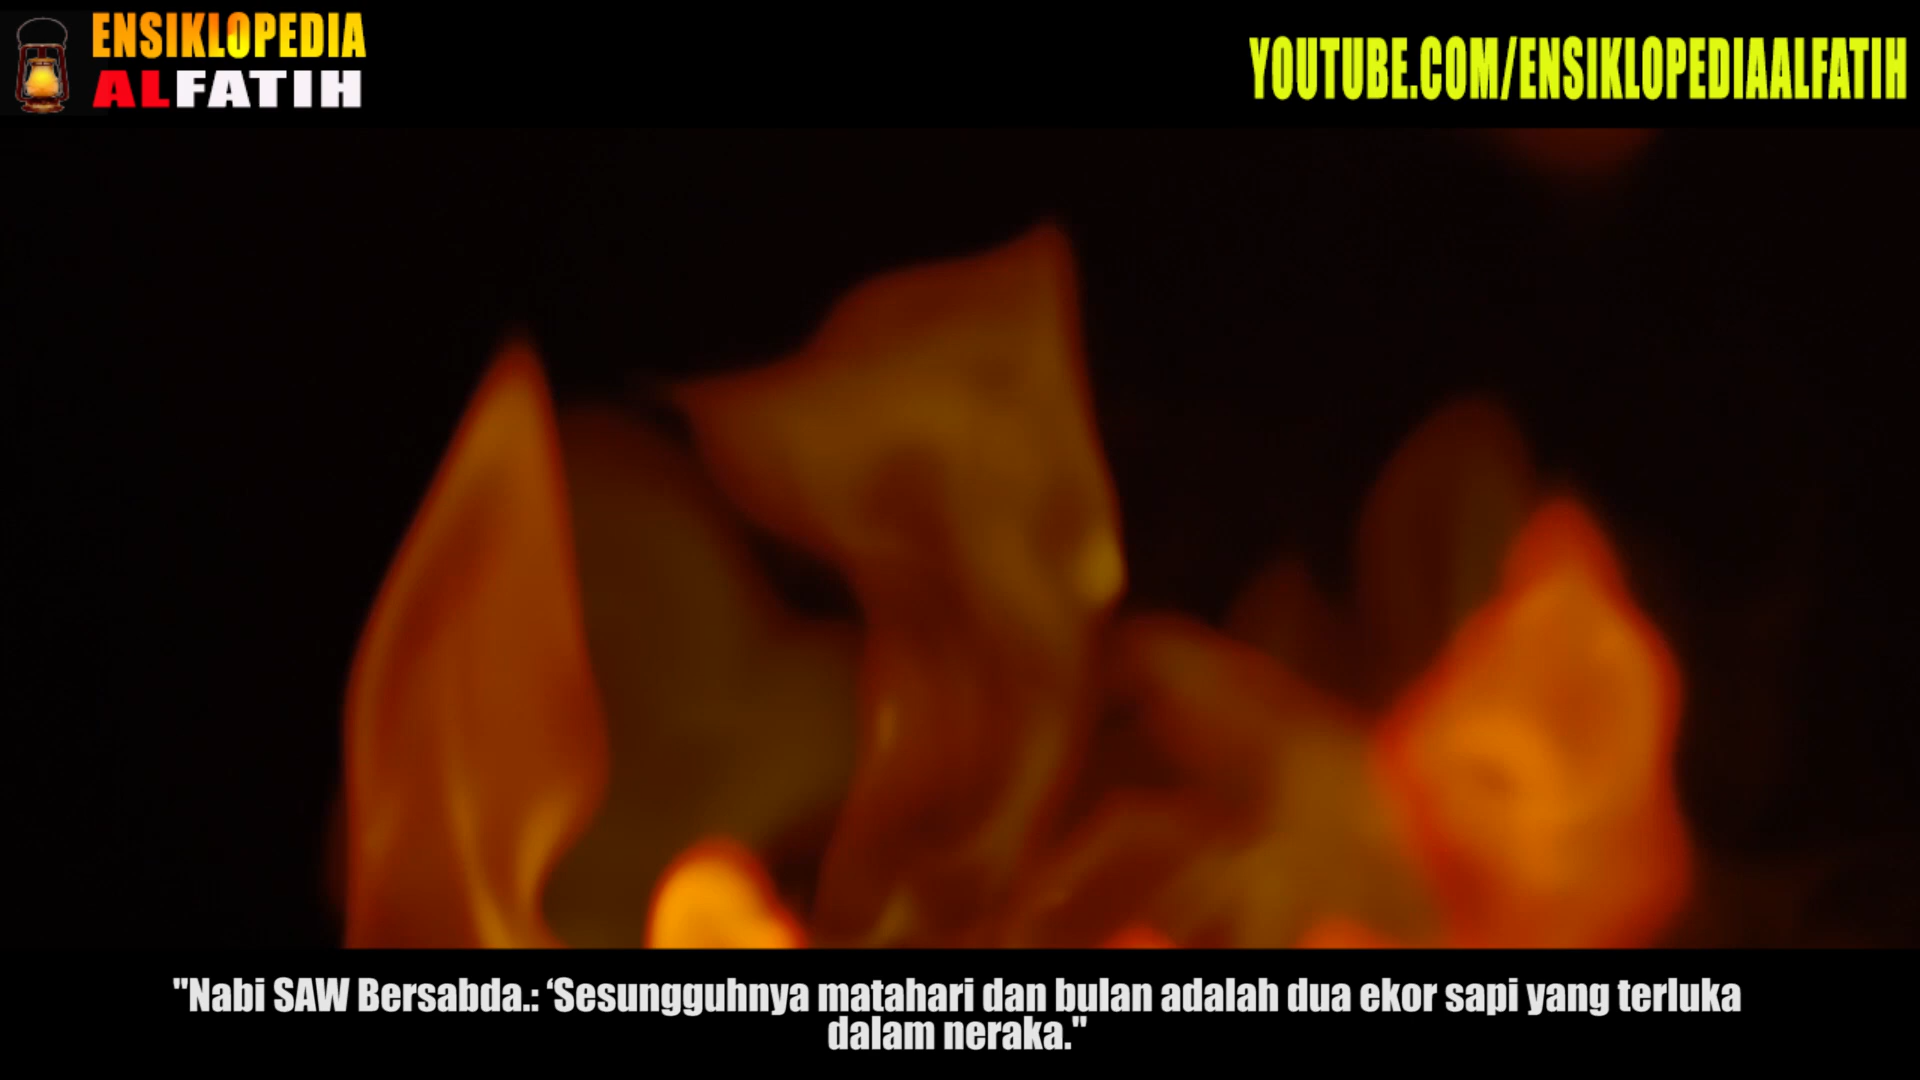 ENSIKLOPEDIA
ALFATIH
YOUTUBE.COM/ENSIKLOPEDIAALFATIH
"Nabi SAW Bersabda.: ‘Sesungguhnya matahari dan bulan adalah dua ekor sapi yang terluka
dalam neraka."